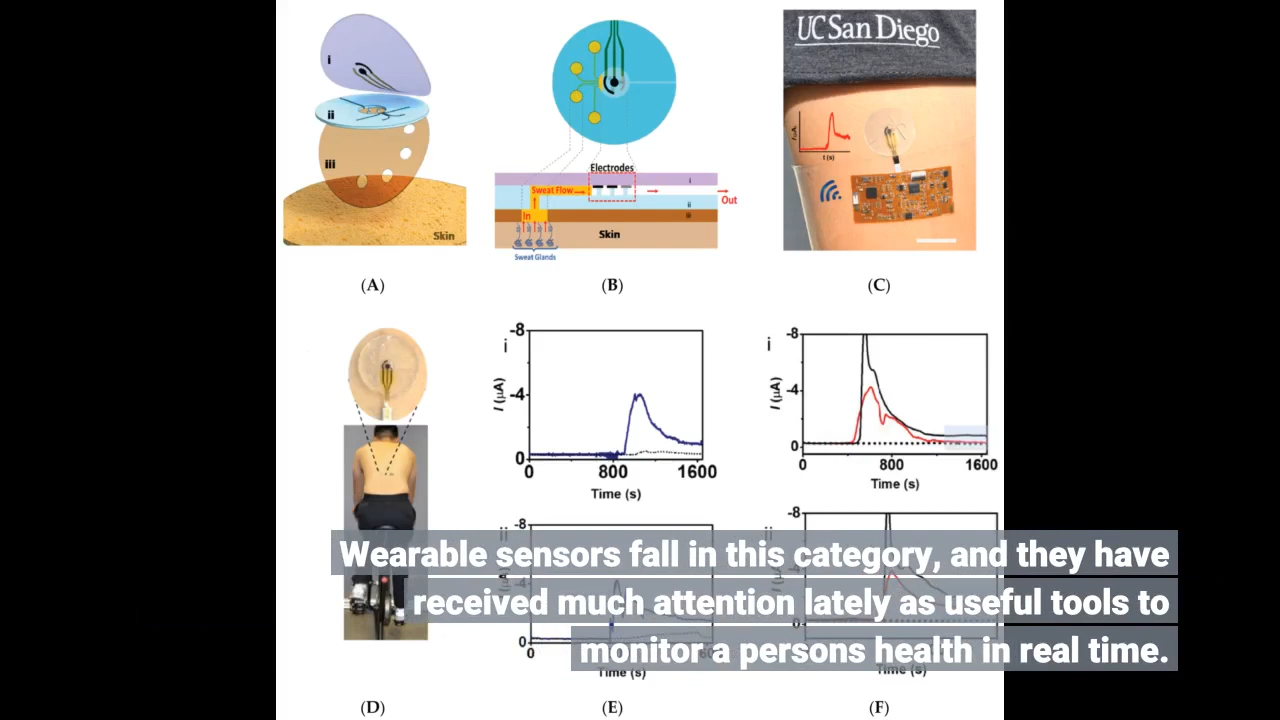 i
ii
iii
Skin
(A)
Electrodes
i
Sweat Flow
ii
Out
In
iii
Skin
Sweat Glands
(B)
UC San Diego
I(μA)
t (s)
(C)
(D)
i
-8
-4
0
I (μA)
0 800 1600
Time (s)
-8
0
0
Time (s)
(E)
i
-8
-4
0
I (μA)
0 800 1600
Time (s)
-8
Time (s)
(F)
Wearable sensors fall in this category, and they have
received much attention lately as useful tools to
monitor a persons health in real time.